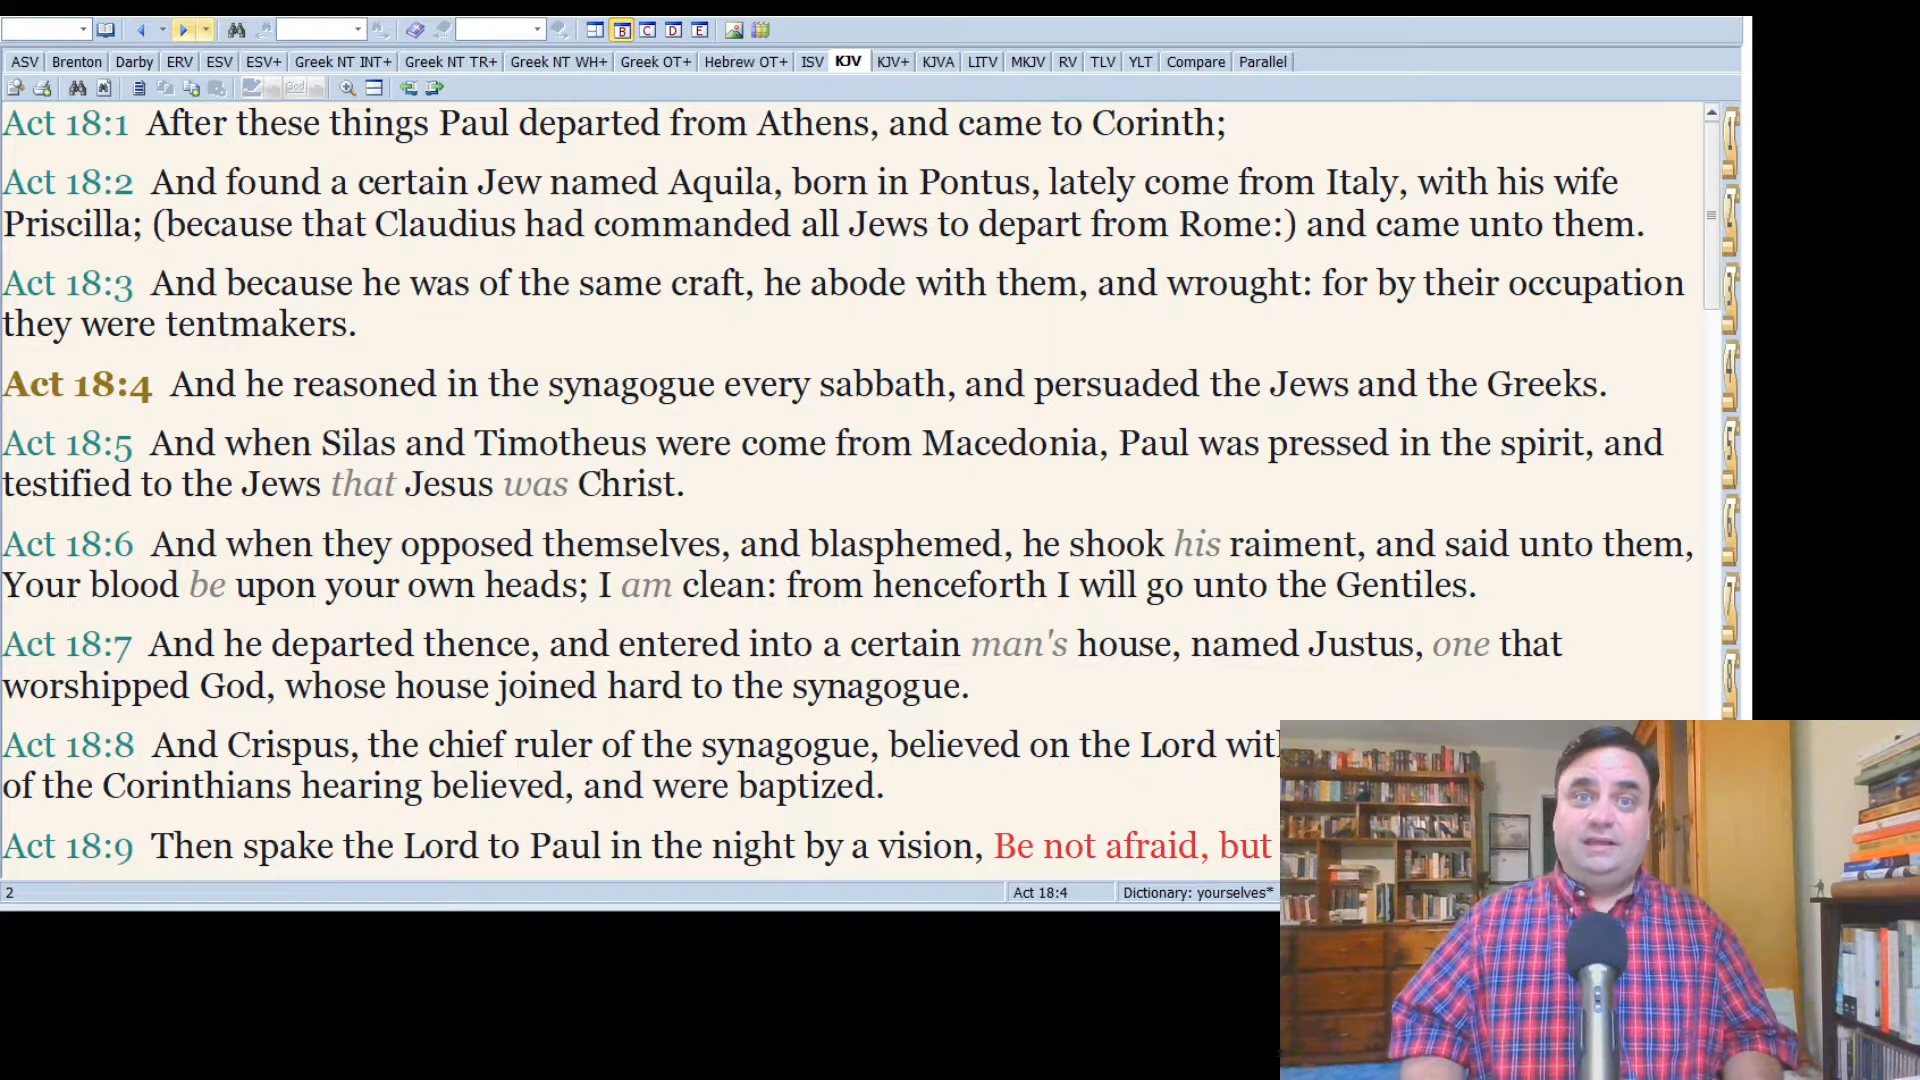 ASV Brenton Darby ERV ESV ESV+ Greek NT INT+ Greek NT TR+ Greek NT WH+ Greek OT+ Hebrew OT+ ISV KJV KJV+ KJVA LITV MKJV RV TLV YLT Compare Parallel
Act 18:1 After these things Paul departed from Athens, and came to Corinth;
Act 18:2 And found a certain Jew named Aquila, born in Pontus, lately come from Italy, with his wife
Priscilla; (because that Claudius had commanded all Jews to depart from Rome:) and came unto them.
Act 18:3 And because he was of the same craft, he abode with them, and wrought: for by their occupation
they were tentmakers.
Act 18:4 And he reasoned in the synagogue every sabbath, and persuaded the Jews and the Greeks.
Act 18:5 And when Silas and Timotheus were come from Macedonia, Paul was pressed in the spirit, and
testified to the Jews that Jesus was Christ.
Act 18:6 And when they opposed themselves, and blasphemed, he shook his raiment, and said unto them,
Your blood be upon your own heads; I am clean: from henceforth I will go unto the Gentiles.
Act 18:7 And he departed thence, and entered into a certain man's house, named Justus, one that
worshipped God, whose house joined hard to the synagogue.
Act 18:8 And Crispus, the chief ruler of the synagogue, believed on the Lord wit
of the Corinthians hearing believed, and were baptized.
Act 18:9 Then spake the Lord to Paul in the night by a vision, Be not afraid, but
2 Act 18:4 Dictionary: yourselves*
B C D E
God
1
2
3
4
5
6
7
8